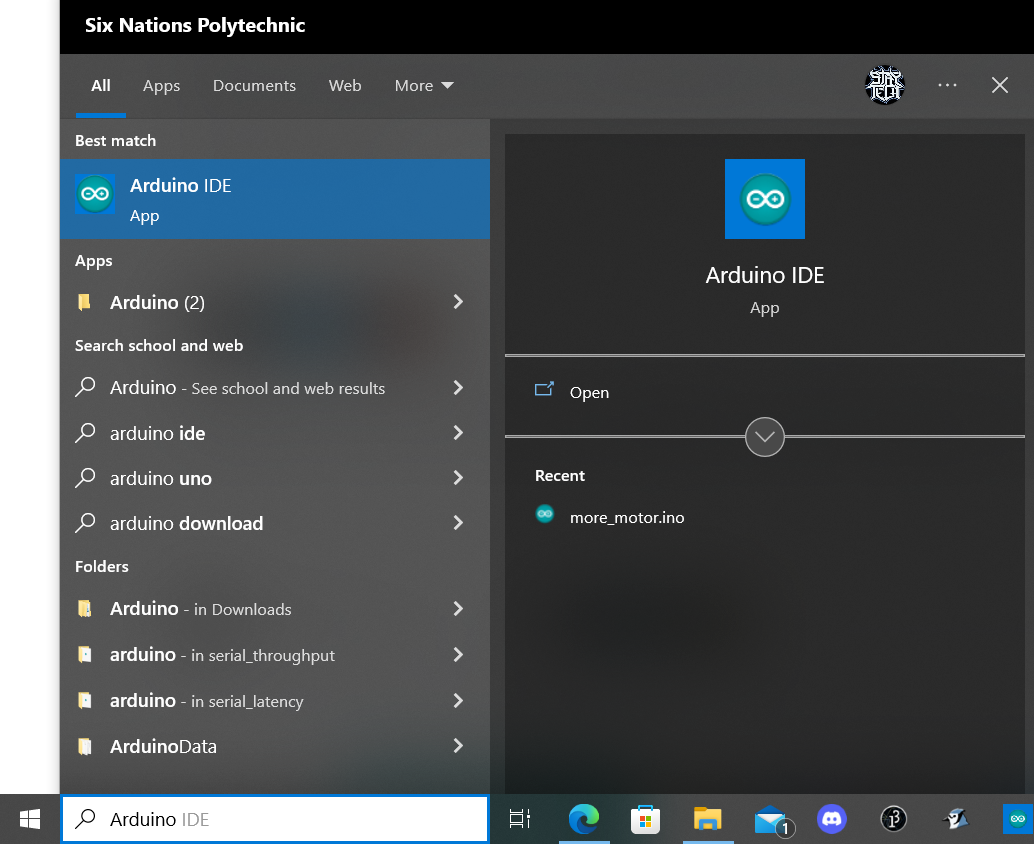 Six Nations Polytechnic
All Apps Documents Web More
Best match
Arduino IDE
App
Apps
Arduino (2)
Search school and web
Arduino - See school and web results
arduino ide
arduino uno
arduino download
Folders
Arduino - in Downloads
arduino - in serial_throughput
arduino - in serial_latency
ArduinoData
Arduino IDE
App
Open
Recent
more_motor.ino
Arduino IDE
1